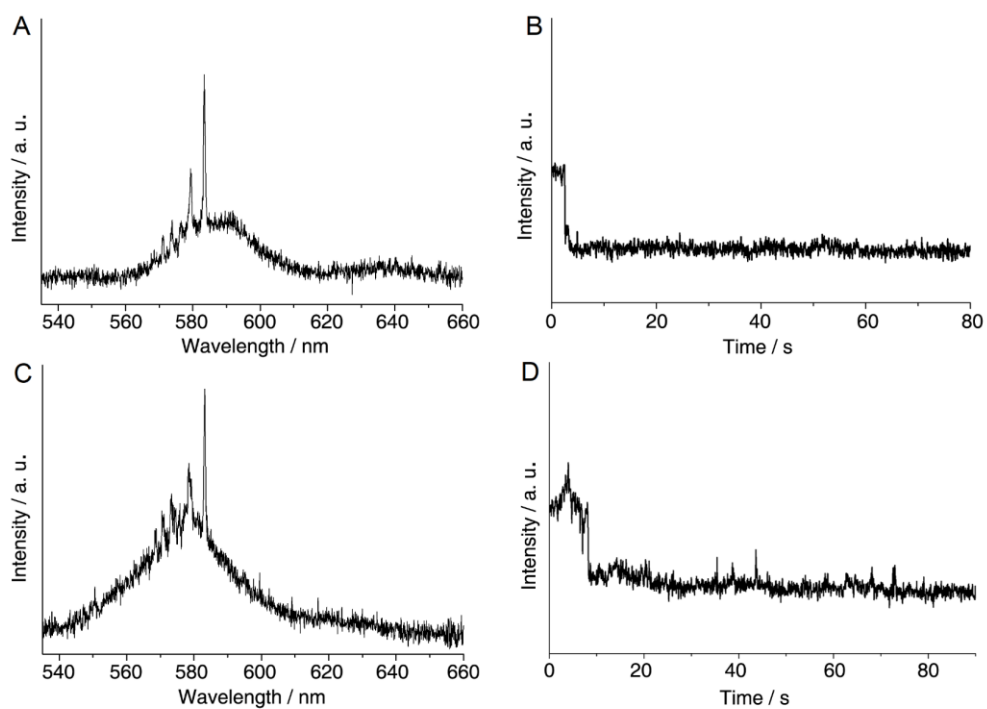 A
Intensity / a. u.
540 560 580 600 620 640 660
Wavelength / nm
B
Intensity / a. u.
0 20 40 60 80
Time / s
C
Intensity / a. u.
540 560 580 600 620 640 660
Wavelength / nm
D
Intensity / a. u.
0 20 40 60 80
Time / s